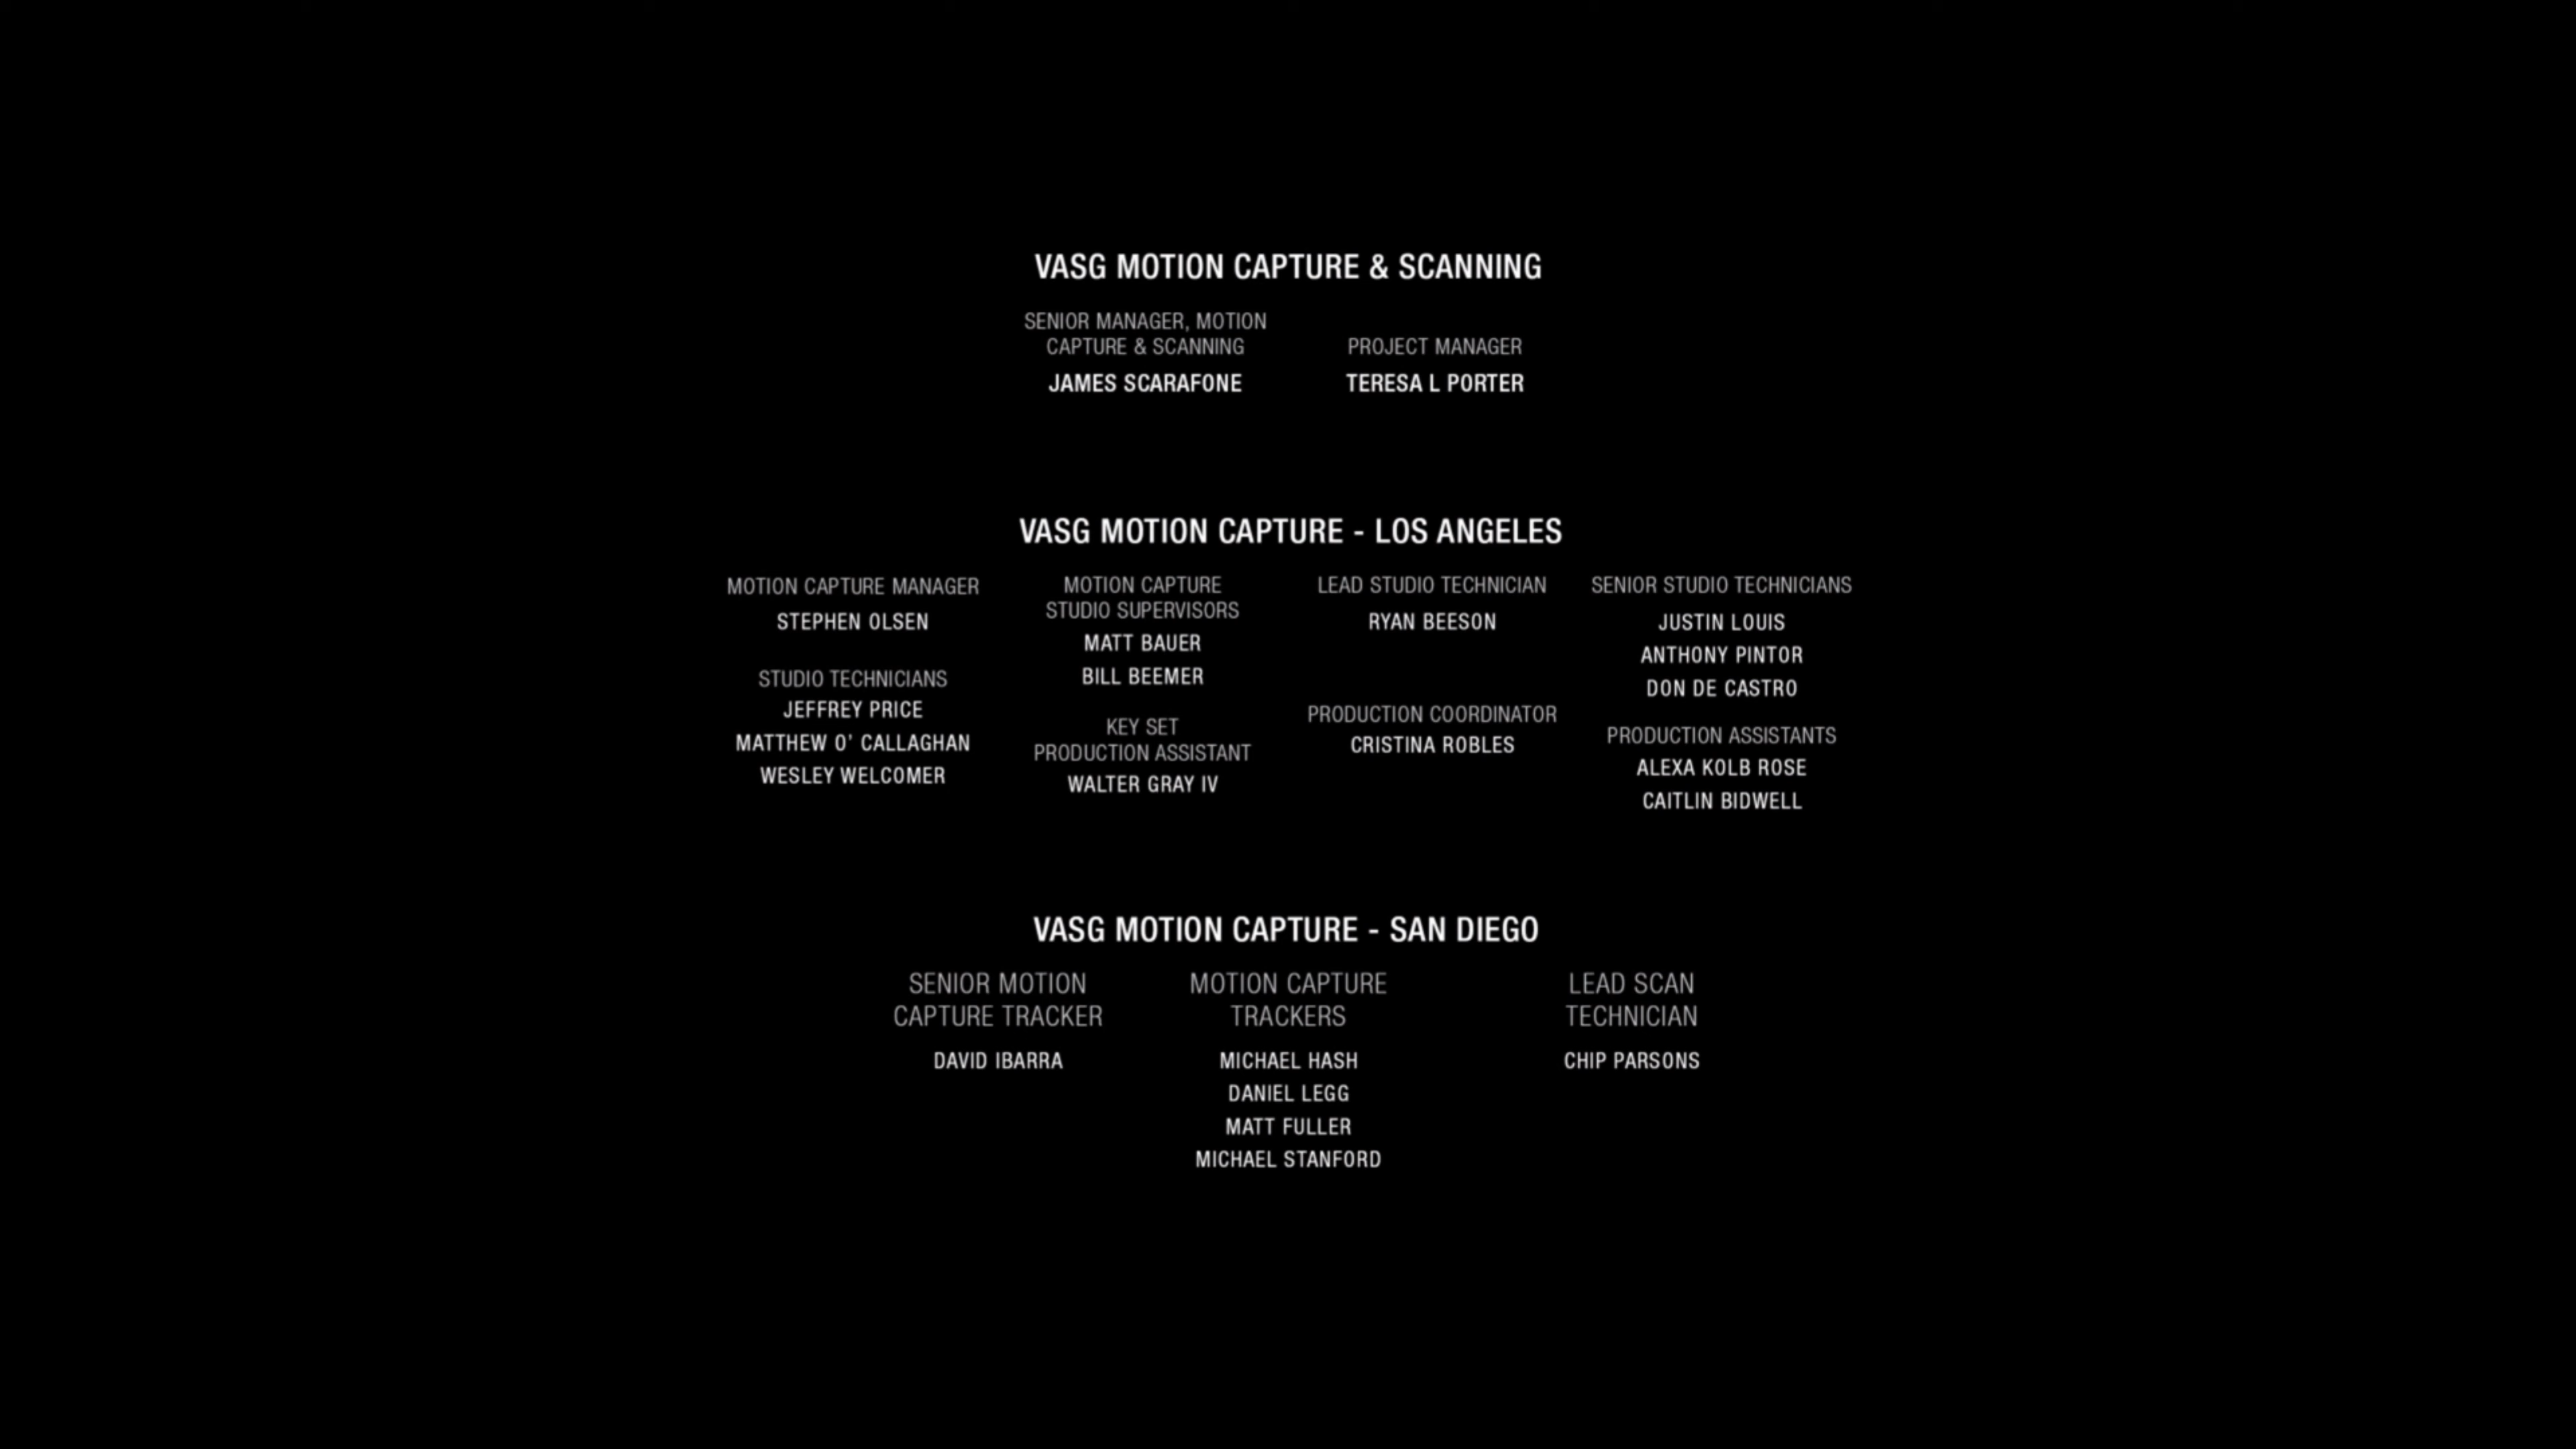 VASG MOTION CAPTURE & SCANNING
SENIOR MANAGER, MOTION
CAPTURE & SCANNING
JAMES SCARAFONE
PROJECT MANAGER
TERESA L PORTER
VASG MOTION CAPTURE - LOS ANGELES
MOTION CAPTURE MANAGER
STEPHEN OLSEN
MOTION CAPTURE
STUDIO SUPERVISORS
MATT BAUER
BILL BEEMER
LEAD STUDIO TECHNICIAN
RYAN BEESON
SENIOR STUDIO TECHNICIANS
JUSTIN LOUIS
ANTHONY PINTOR
DON DE CASTRO
STUDIO TECHNICIANS
JEFFREY PRICE
MATTHEW O' CALLAGHAN
WESLEY WELCOMER
KEY SET
PRODUCTION ASSISTANT
WALTER GRAY IV
PRODUCTION COORDINATOR
CRISTINA ROBLES
PRODUCTION ASSISTANTS
ALEXA KOLB ROSE
CAITLIN BIDWELL
VASG MOTION CAPTURE - SAN DIEGO
SENIOR MOTION
CAPTURE TRACKER
DAVID IBARRA
MOTION CAPTURE
TRACKERS
MICHAEL HASH
DANIEL LEGG
MATT FULLER
MICHAEL STANFORD
LEAD SCAN
TECHNICIAN
CHIP PARSONS